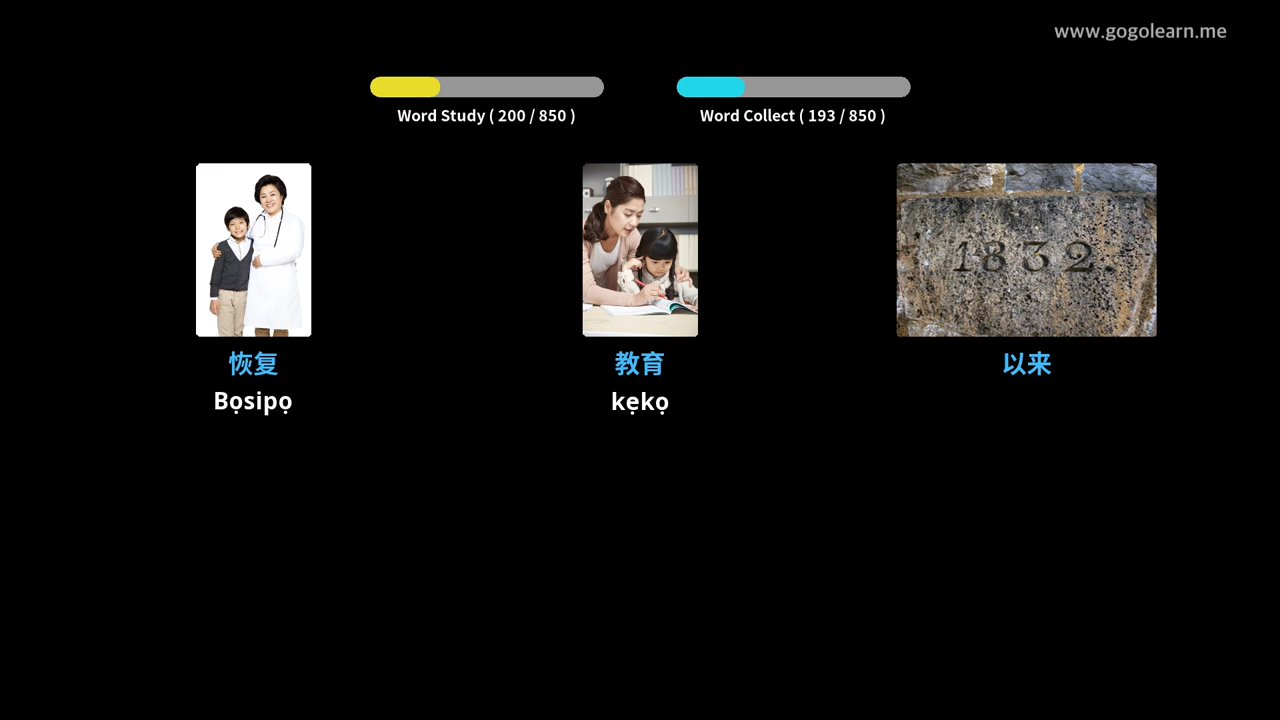 www.gogolearn.me
Word Study ( 200 / 850 )
Word Collect ( 193 / 850 )
1832.
恢复
教育
以来
Bọsipọ
kẹkọ